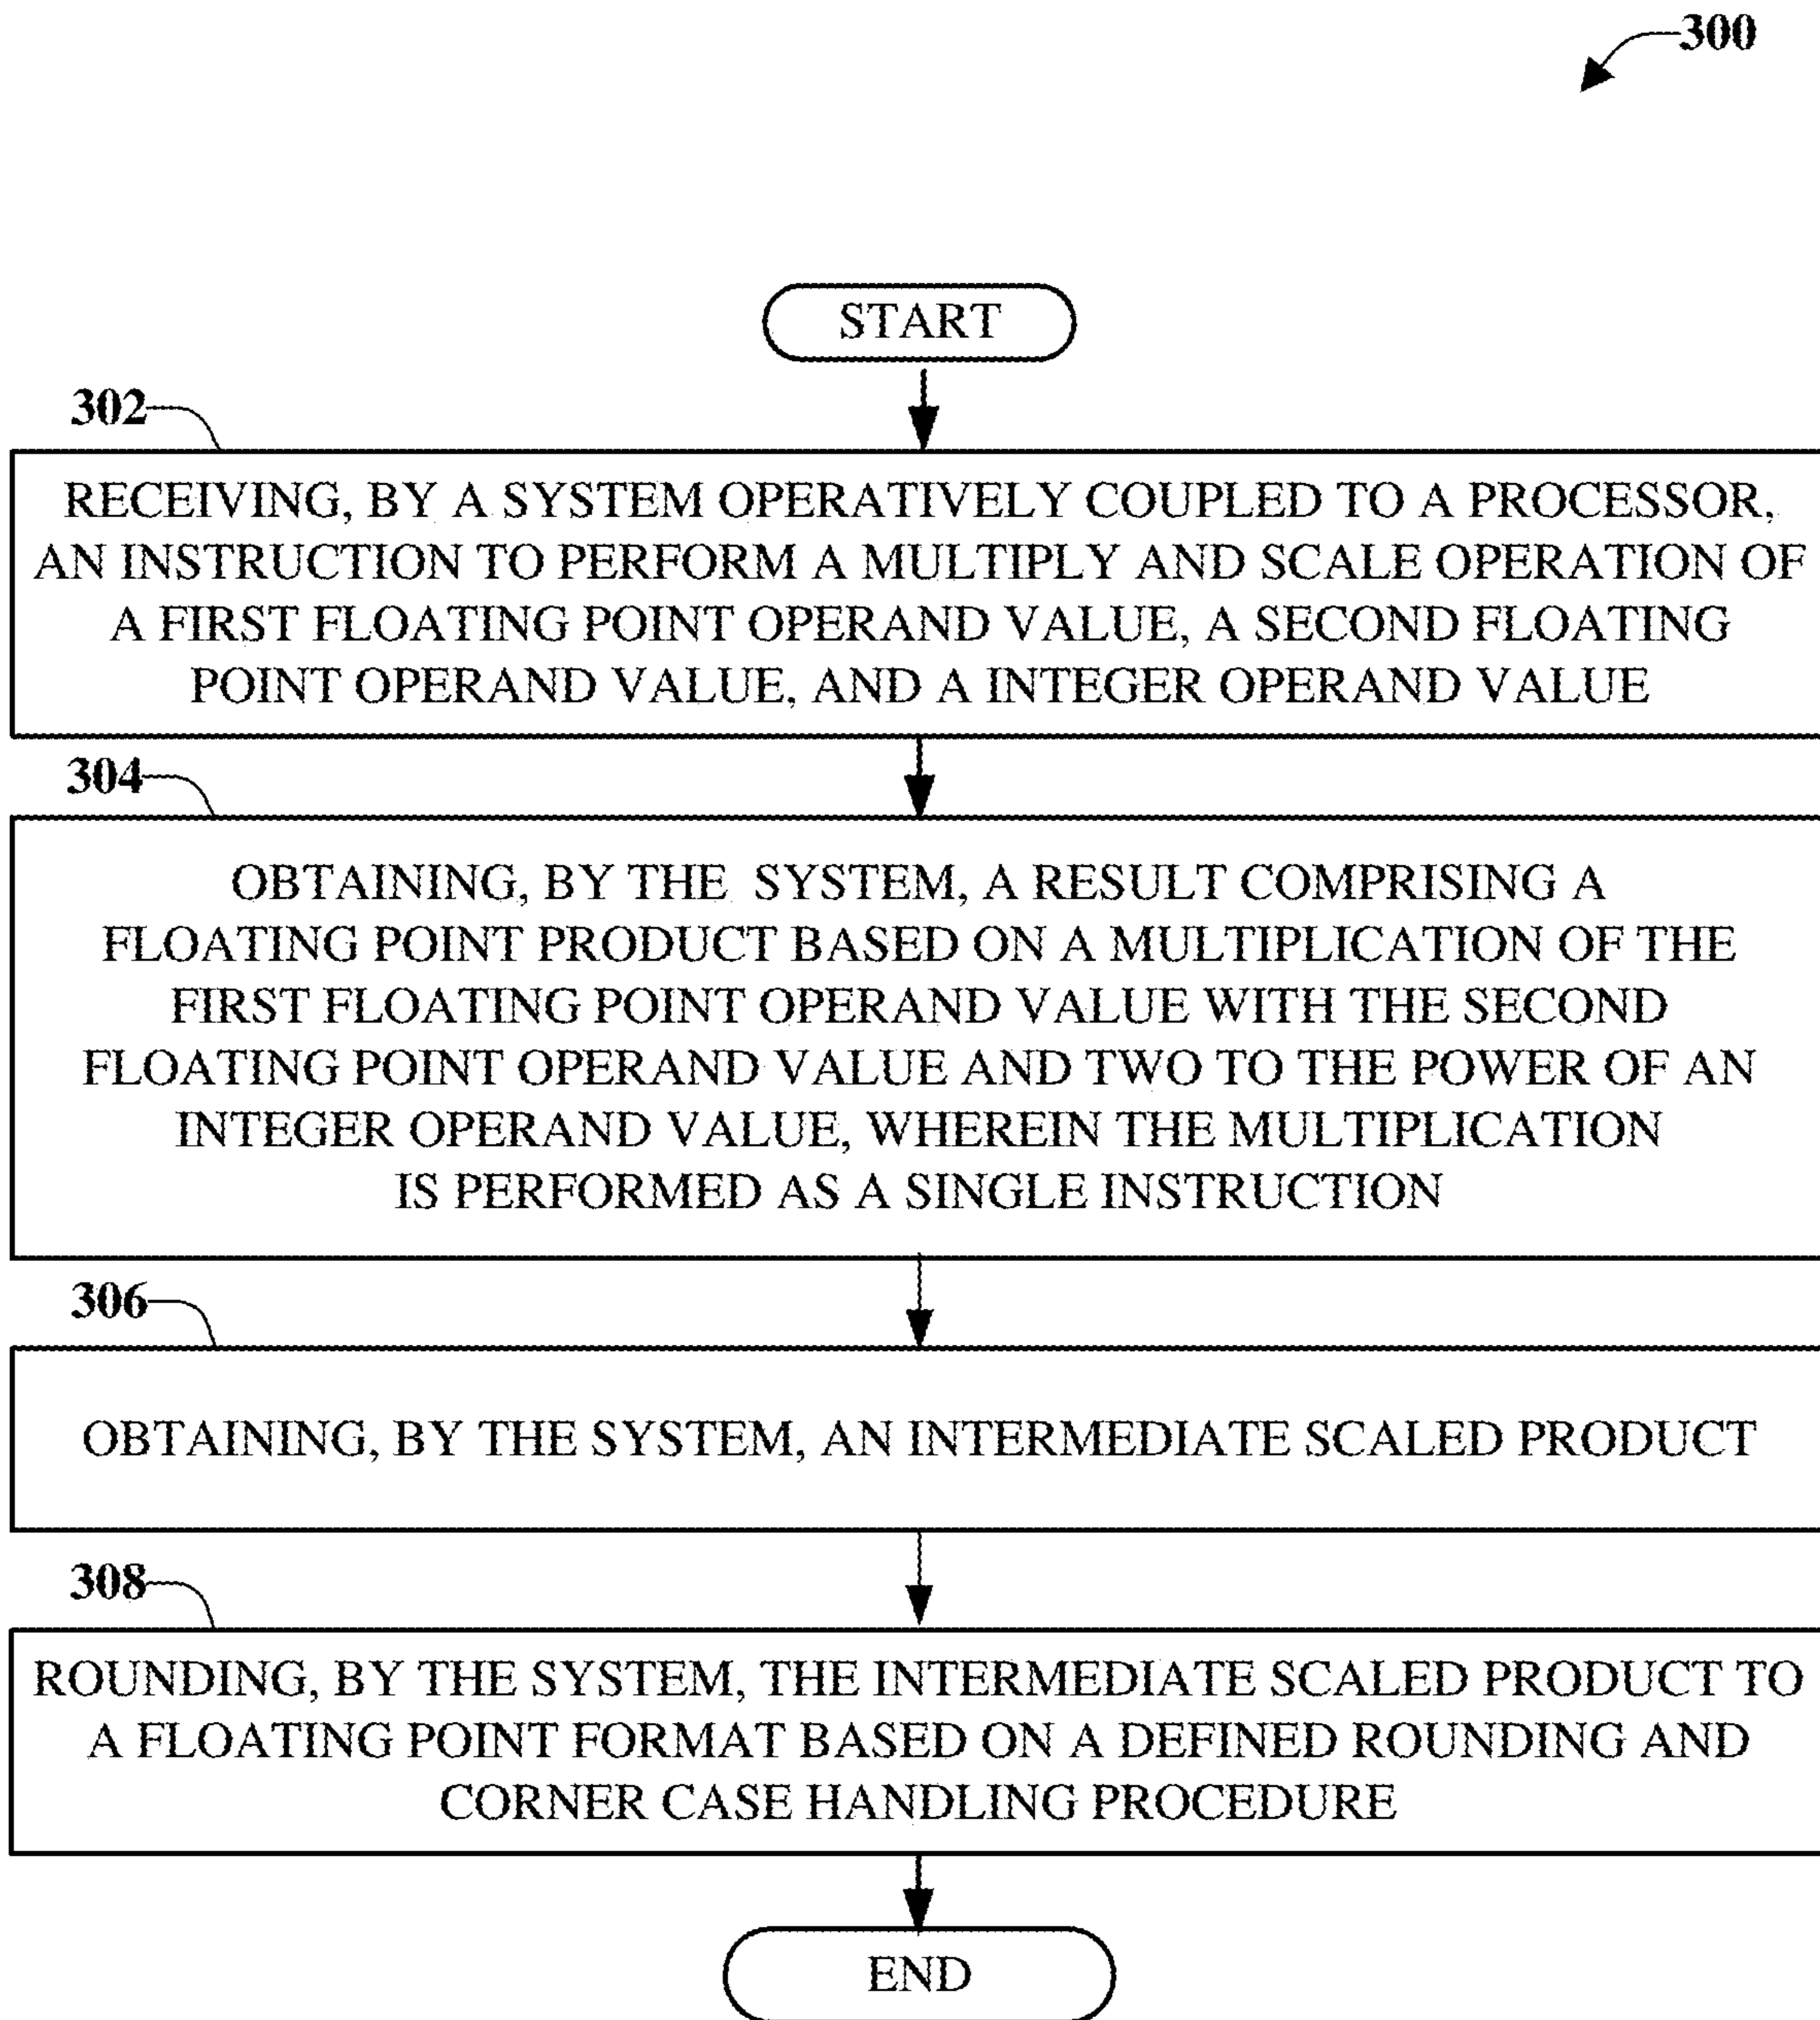 300
START
302
RECEIVING, BY A SYSTEM OPERATIVELY COUPLED TO A PROCESSOR,
AN INSTRUCTION TO PERFORM A MULTIPLY AND SCALE OPERATION OF
A FIRST FLOATING POINT OPERAND VALUE, A SECOND FLOATING
POINT OPERAND VALUE, AND A INTEGER OPERAND VALUE
304
OBTAINING, BY THE SYSTEM, A RESULT COMPRISING A
FLOATING POINT PRODUCT BASED ON A MULTIPLICATION OF THE
FIRST FLOATING POINT OPERAND VALUE WITH THE SECOND
FLOATING POINT OPERAND VALUE AND TWO TO THE POWER OF AN
INTEGER OPERAND VALUE, WHEREIN THE MULTIPLICATION
IS PERFORMED AS A SINGLE INSTRUCTION
306
OBTAINING, BY THE SYSTEM, AN INTERMEDIATE SCALED PRODUCT
308
ROUNDING, BY THE SYSTEM, THE INTERMEDIATE SCALED PRODUCT TO
A FLOATING POINT FORMAT BASED ON A DEFINED ROUNDING AND
CORNER CASE HANDLING PROCEDURE
END